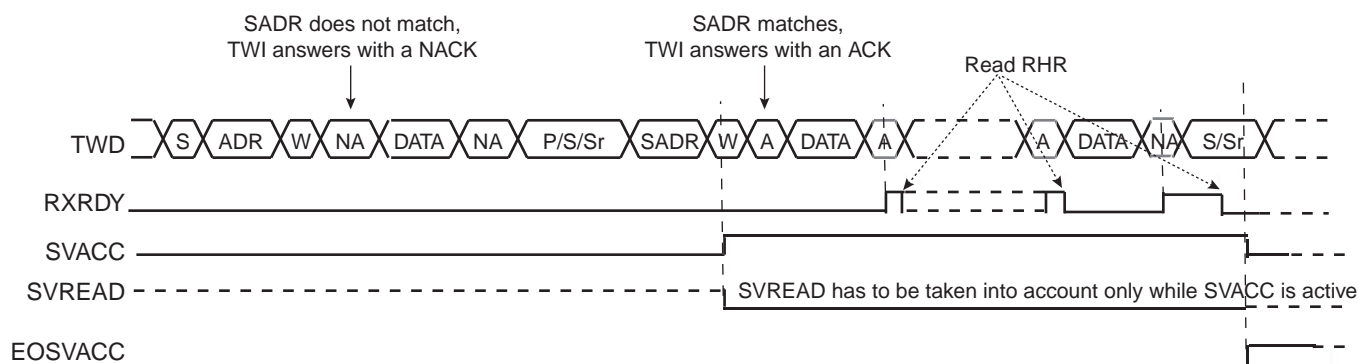 SADR does not match,
TWI answers with a NACK
SADR matches,
TWI answers with an ACK
Read RHR
TWD S ADR W NA DATA NA P/S/Sr SADR W A DATA A A DATA NA S/Sr
RXRDY
SVACC
SVREAD SVREAD has to be taken into account only while SVACC is active
EOSVACC